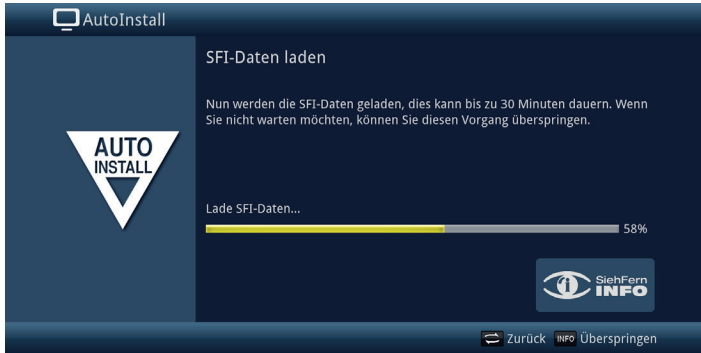 AutoInstall
SFI-Daten laden
Nun werden die SFI-Daten geladen, dies kann bis zu 30 Minuten dauern. Wenn
Sie nicht warten möchten, können Sie diesen Vorgang überspringen.
AUTO
INSTALL
Lade SFI-Daten...
58%
SiehFern
INFO
Zurück INFO Überspringen